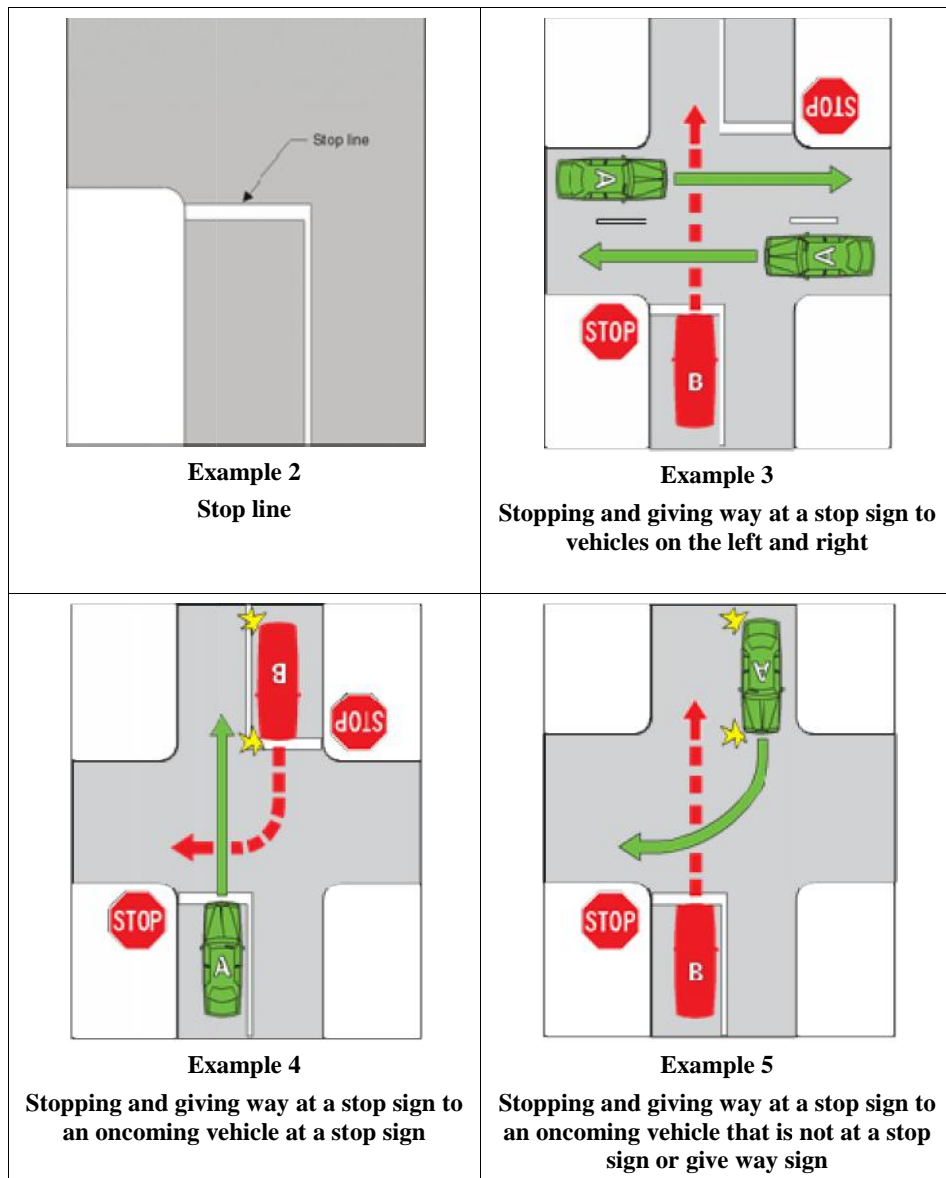 Stop line
Example 2
Stop line
STOP
A
A
STOP
B
Example 3
Stopping and giving way at a stop sign to
vehicles on the left and right
B
STOP
STOP
A
Example 4
Stopping and giving way at a stop sign to
an oncoming vehicle at a stop sign
A
STOP
B
Example 5
Stopping and giving way at a stop sign to
an oncoming vehicle that is not at a stop
sign or give way sign